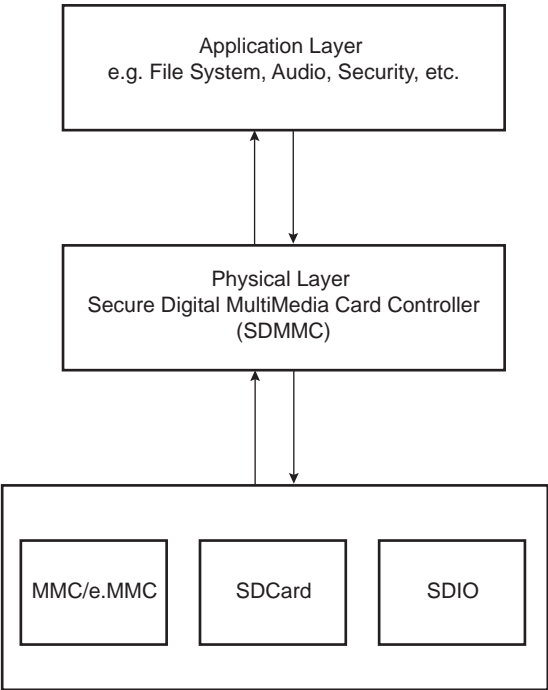 Application Layer
e.g. File System, Audio, Security, etc.
Physical Layer
Secure Digital MultiMedia Card Controller
(SDMMC)
MMC/e.MMC
SDCard
SDIO